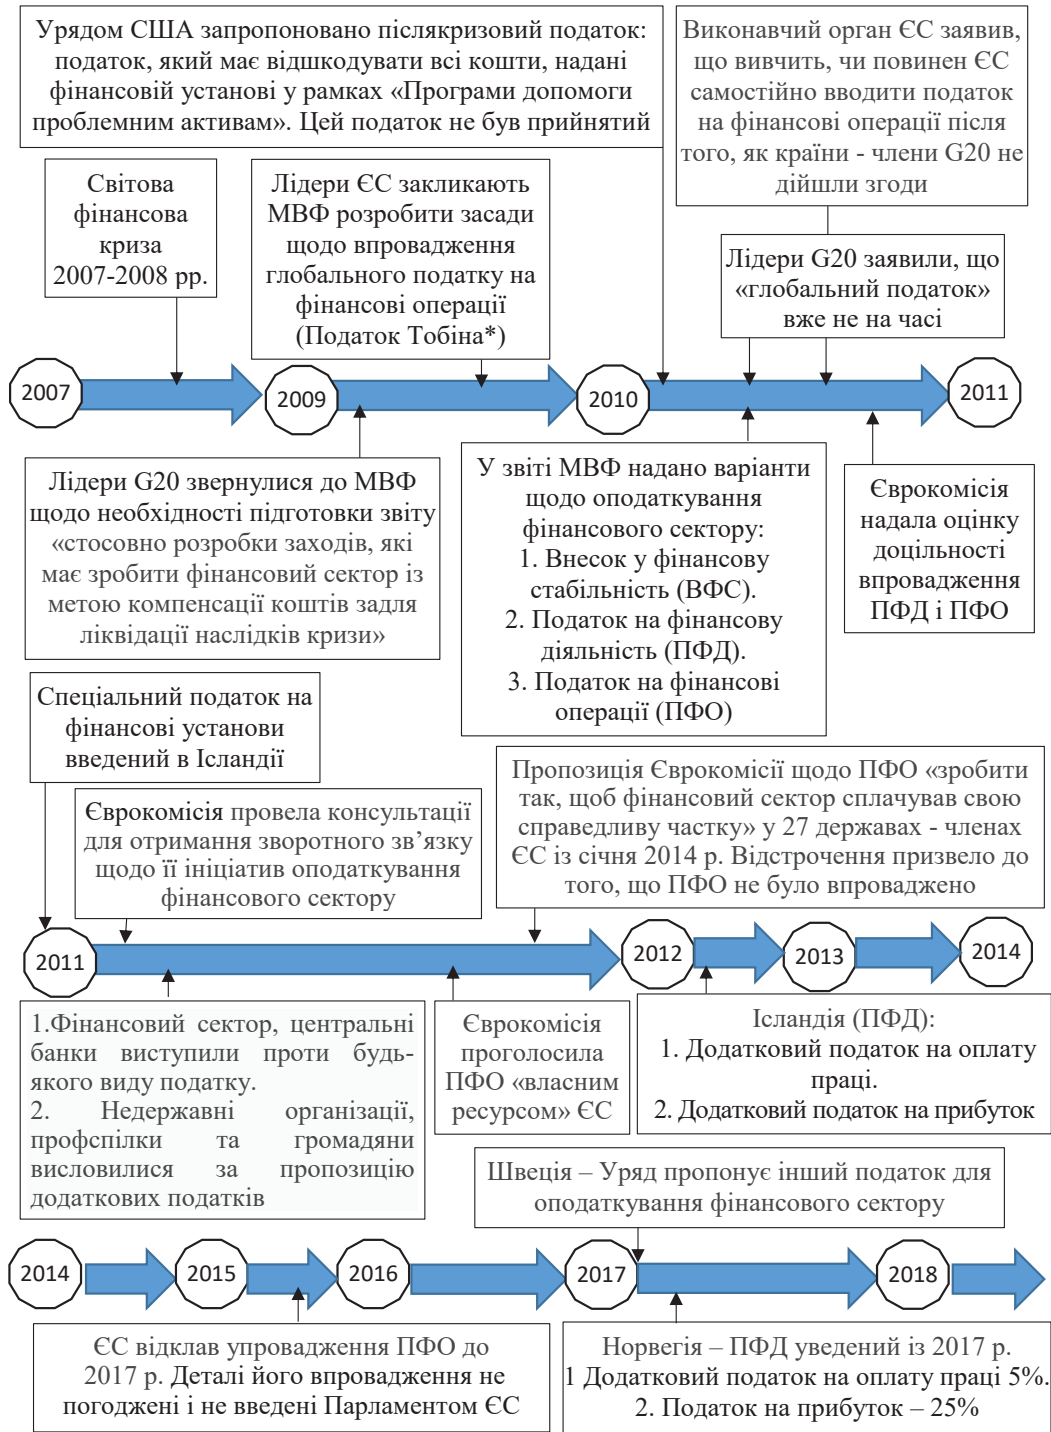 Урядом США запропоновано післякризовий податок:
податок, який має відшкодувати всі кошти, надані
фінансовій установі у рамках «Програми допомоги
проблемним активам». Цей податок не був прийнятий
Виконавчий орган ЄС заявив,
що вивчить, чи повинен ЄС
самостійно вводити податок
на фінансові операції після
того, як країни - члени G20 не
дійшли згоди
Світова
фінансова
криза
2007-2008 рр.
Лідери ЄС закликають
МВФ розробити засади
щодо впровадження
глобального податку на
фінансові операції
(Податок Тобіна*)
Лідери G20 заявили, що
«глобальний податок»
вже не на часі
2007
2009
2010
2011
Лідери G20 звернулися до МВФ
щодо необхідності підготовки звіту
«стосовно розробки заходів, які
має зробити фінансовий сектор із
метою компенсації коштів задля
ліквідації наслідків кризи»
У звіті МВФ надано варіанти
щодо оподаткування
фінансового сектору:
1. Внесок у фінансову
стабільність (ВФС).
2. Податок на фінансову
діяльність (ПФД).
3. Податок на фінансові
операції (ПФО)
Єврокомісія
надала оцінку
доцільності
впровадження
ПФД і ПФО
Спеціальний податок на
фінансові установи
введений в Ісландії
Єврокомісія провела консультації
для отримання зворотного зв’язку
щодо її ініціатив оподаткування
фінансового сектору
Пропозиція Єврокомісії щодо ПФО «зробити
так, щоб фінансовий сектор сплачував свою
справедливу частку» у 27 державах - членах
ЄС із січня 2014 р. Відстрочення призвело до
того, що ПФО не було впроваджено
2011
2012
2013
2014
1.Фінансовий сектор, центральні
банки виступили проти будь-
якого виду податку.
2. Недержавні організації,
профспілки та громадяни
висловилися за пропозицію
додаткових податків
Єврокомісія
проголосила
ПФО «власним
ресурсом» ЄС
Ісландія (ПФД):
1. Додатковий податок на оплату
праці.
2. Додатковий податок на прибуток
Швеція – Уряд пропонує інший податок для
оподаткування фінансового сектору
2014
2015
2016
2017
2018
ЄС відклав упровадження ПФО до
2017 р. Деталі його впровадження не
погоджені і не введені Парламентом ЄС
Норвегія – ПФД уведений із 2017 р.
1 Додатковий податок на оплату праці 5%.
2. Податок на прибуток – 25%